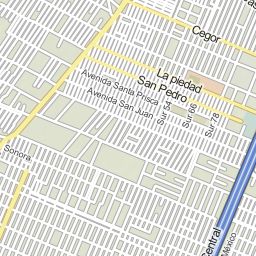 Cegor
La piedad
San Pedro
Avenida Santa Prisca
Avenida San Juan
Sur 54
Sur 66
Sur 78
Sonora
entral
México